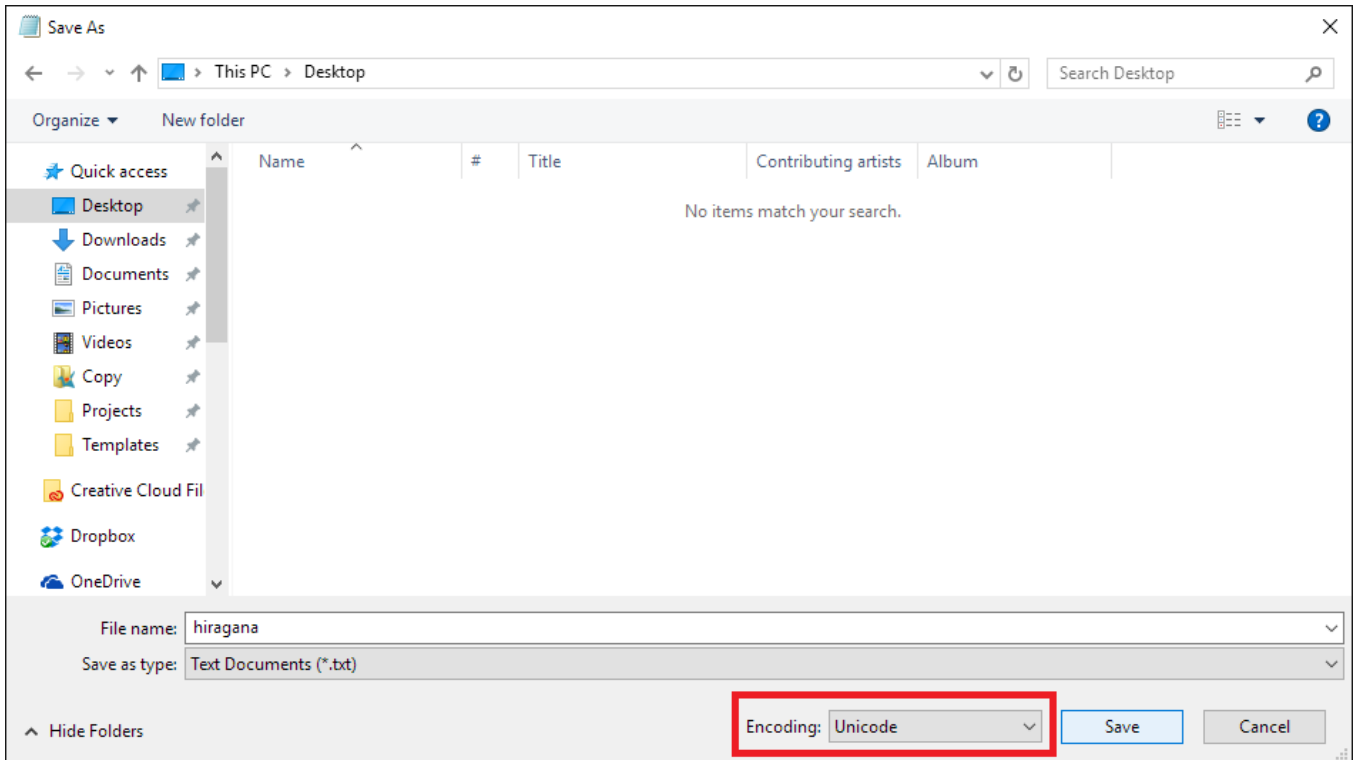 Save As
This PC > Desktop
Search Desktop
Organize
New folder
Name # Title Contributing artists Album
No items match your search.
Quick access
Desktop
Downloads
Documents
Pictures
Videos
Copy
Projects
Templates
Creative Cloud Fil
Dropbox
OneDrive
File name: hiragana
Save as type: Text Documents (*.txt)
Hide Folders
Encoding: Unicode
Save
Cancel